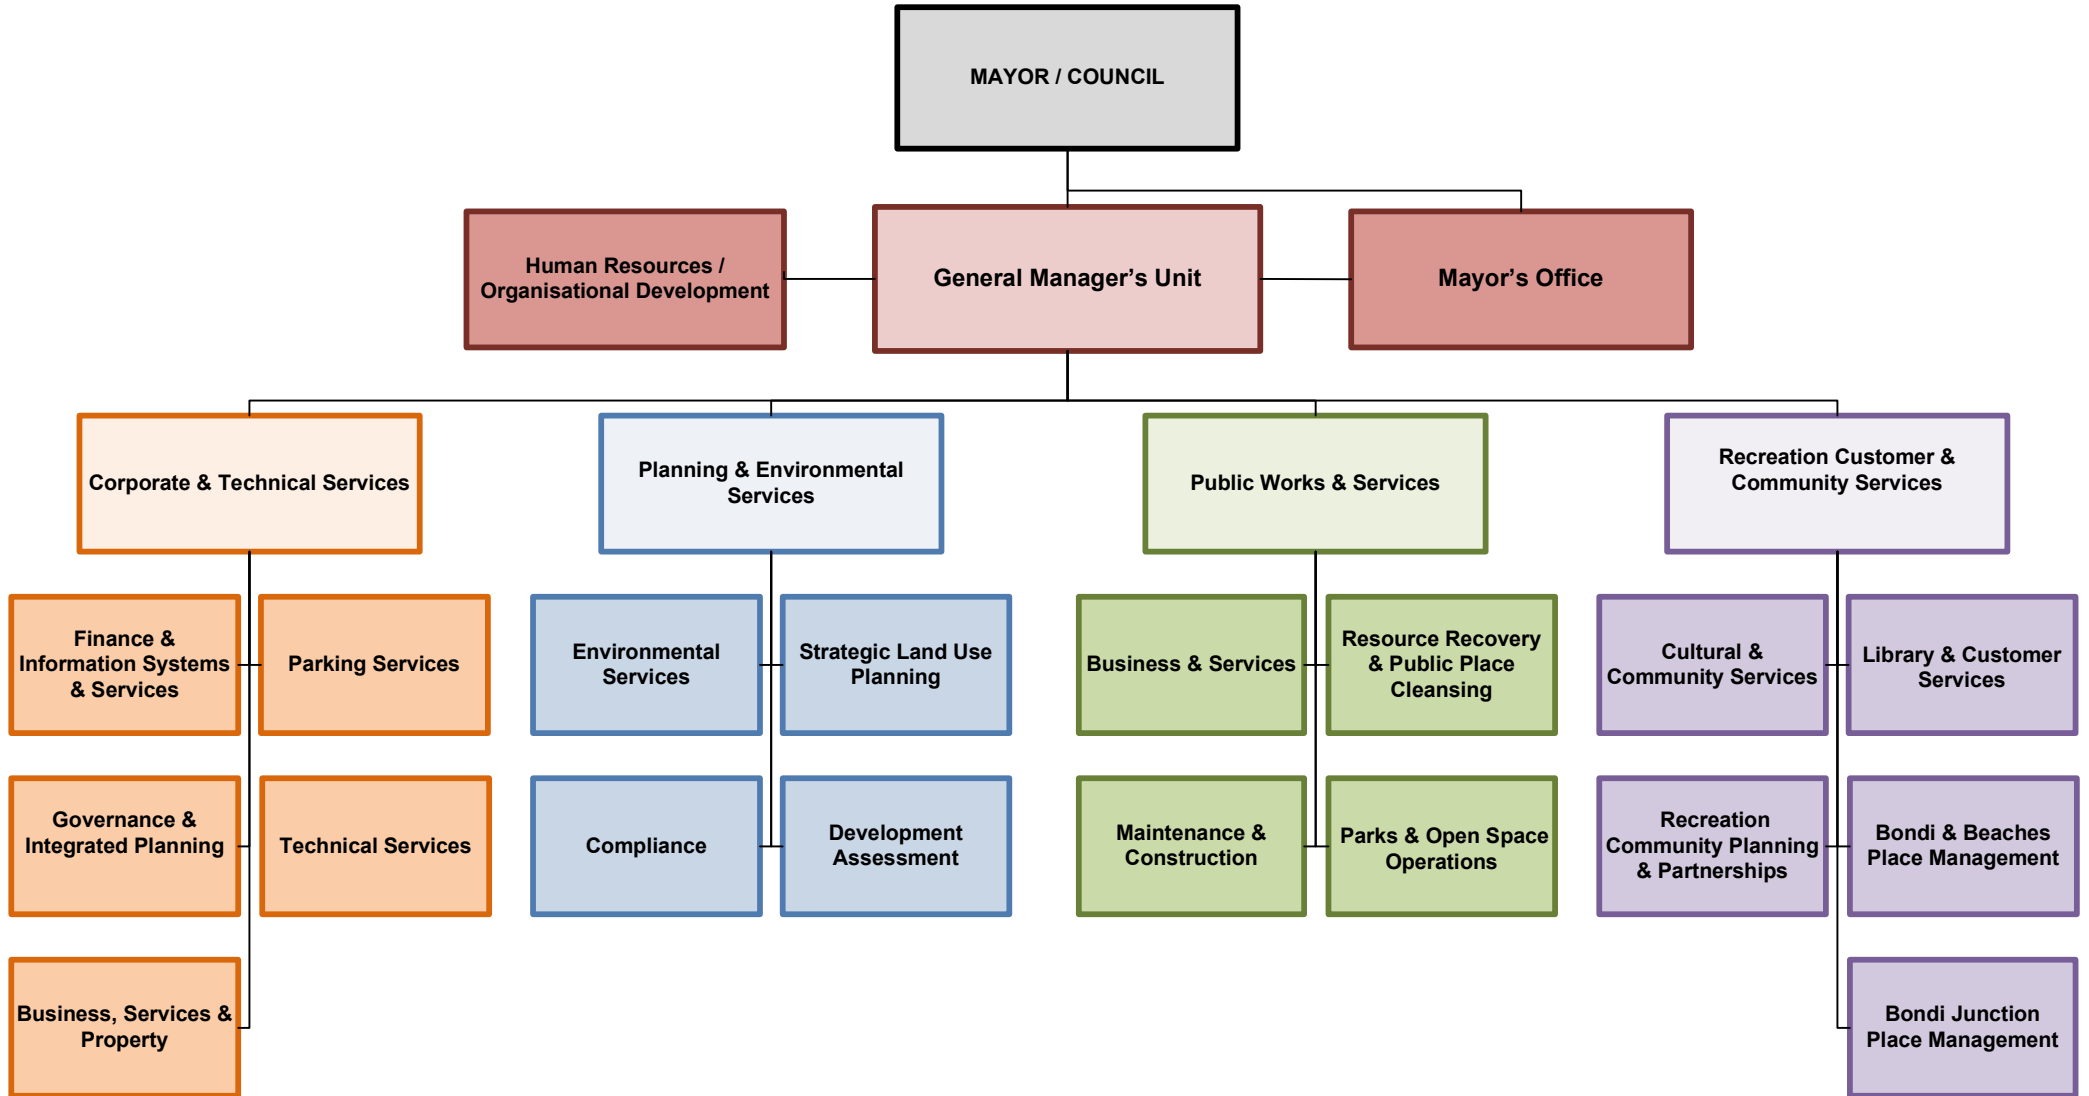 MAYOR / COUNCIL
Human Resources /
Organisational Development
General Manager’s Unit
Mayor’s Office
Corporate & Technical Services
Planning & Environmental
Services
Public Works & Services
Recreation Customer &
Community Services
Finance &
Information Systems
& Services
Parking Services
Environmental
Services
Strategic Land Use
Planning
Business & Services
Resource Recovery
& Public Place
Cleansing
Cultural &
Community Services
Library & Customer
Services
Governance &
Integrated Planning
Technical Services
Compliance
Development
Assessment
Maintenance &
Construction
Parks & Open Space
Operations
Recreation
Community Planning
& Partnerships
Bondi & Beaches
Place Management
Business, Services &
Property
Bondi Junction
Place Management